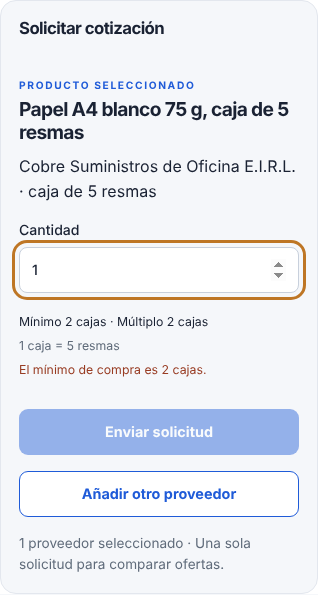 Solicitar cotización
PRODUCTO SELECCIONADO
Papel A4 blanco 75 g, caja de 5
resmas
Cobre Suministros de Oficina E.I.R.L.
· caja de 5 resmas
Cantidad
1
Mínimo 2 cajas · Múltiplo 2 cajas
1 caja = 5 resmas
El mínimo de compra es 2 cajas.
Enviar solicitud
Añadir otro proveedor
1 proveedor seleccionado · Una sola
solicitud para comparar ofertas.